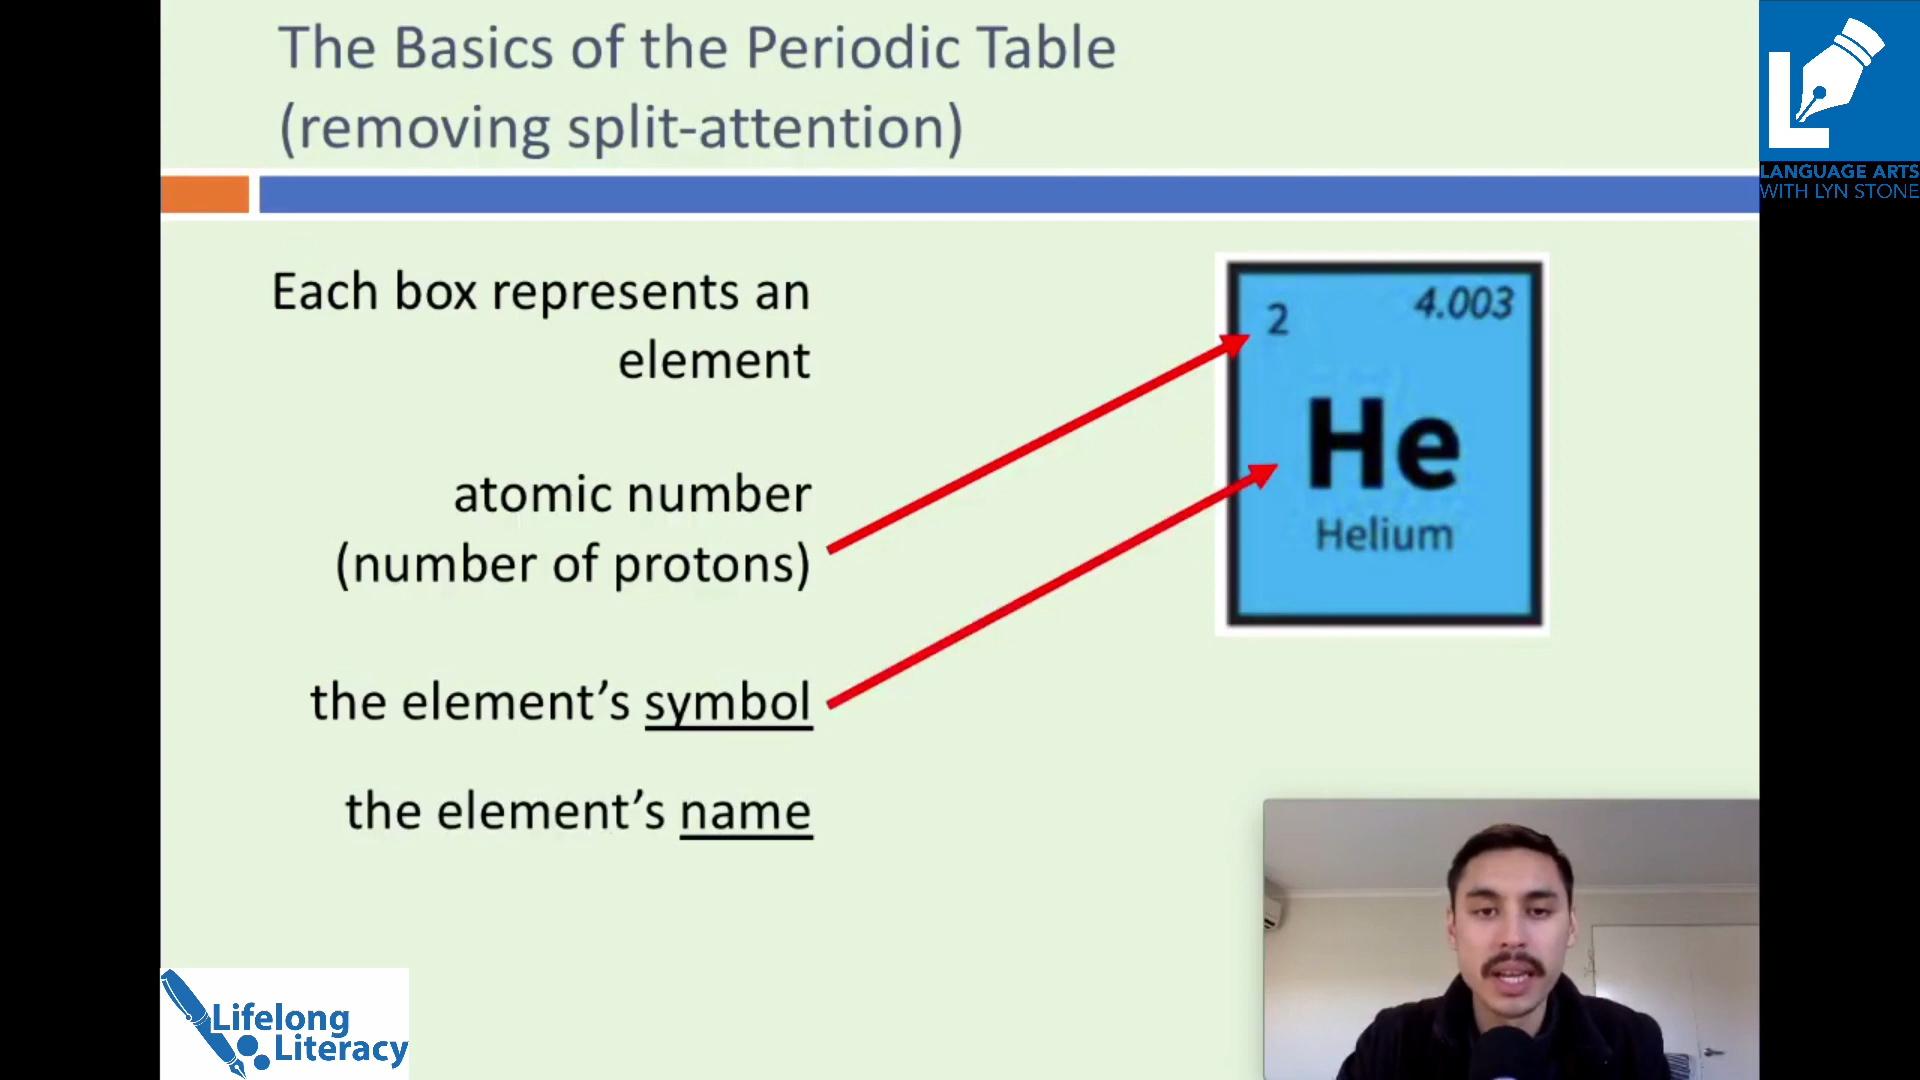 The Basics of the Periodic Table
(removing split-attention)
LANGUAGE ARTS
WITH LYN STONE
Each box represents an
element
atomic number
(number of protons)
the element’s symbol
the element’s name
2
4.003
He
Helium
Lifelong
Literacy